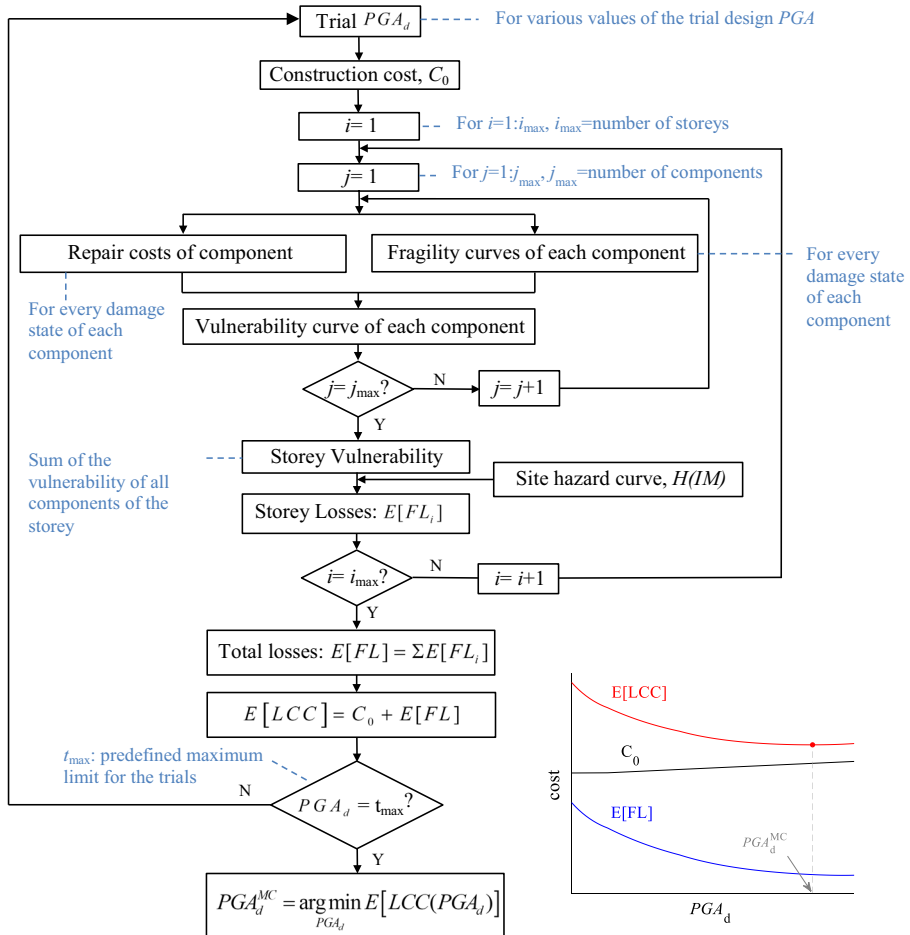 Trial PGA_d
For various values of the trial design PGA
Construction cost, C_0
i= 1
For i=1:i_max, i_max=number of storeys
j= 1
For j=1:j_max, j_max=number of components
Repair costs of component
Fragility curves of each component
For every damage
state of each
component
For every
damage state
of each
component
Vulnerability curve of each component
j= j_max?
N
j= j+1
Y
Sum of the
vulnerability of all
components of the
storey
Storey Vulnerability
Site hazard curve, H(IM)
Storey Losses: E[FL_i]
i= i_max?
N
i= i+1
Y
Total losses: E[FL] = ΣE[FL_i]
E[LCC] = C_0 + E[FL]
t_max: predefined maximum
limit for the trials
N
PGA_d = t_max?
Y
PGA_d^MC = arg min E[LCC(PGA_d)]
PGA_d
E[LCC]
C_0
cost
E[FL]
PGA_d^MC
PGA_d